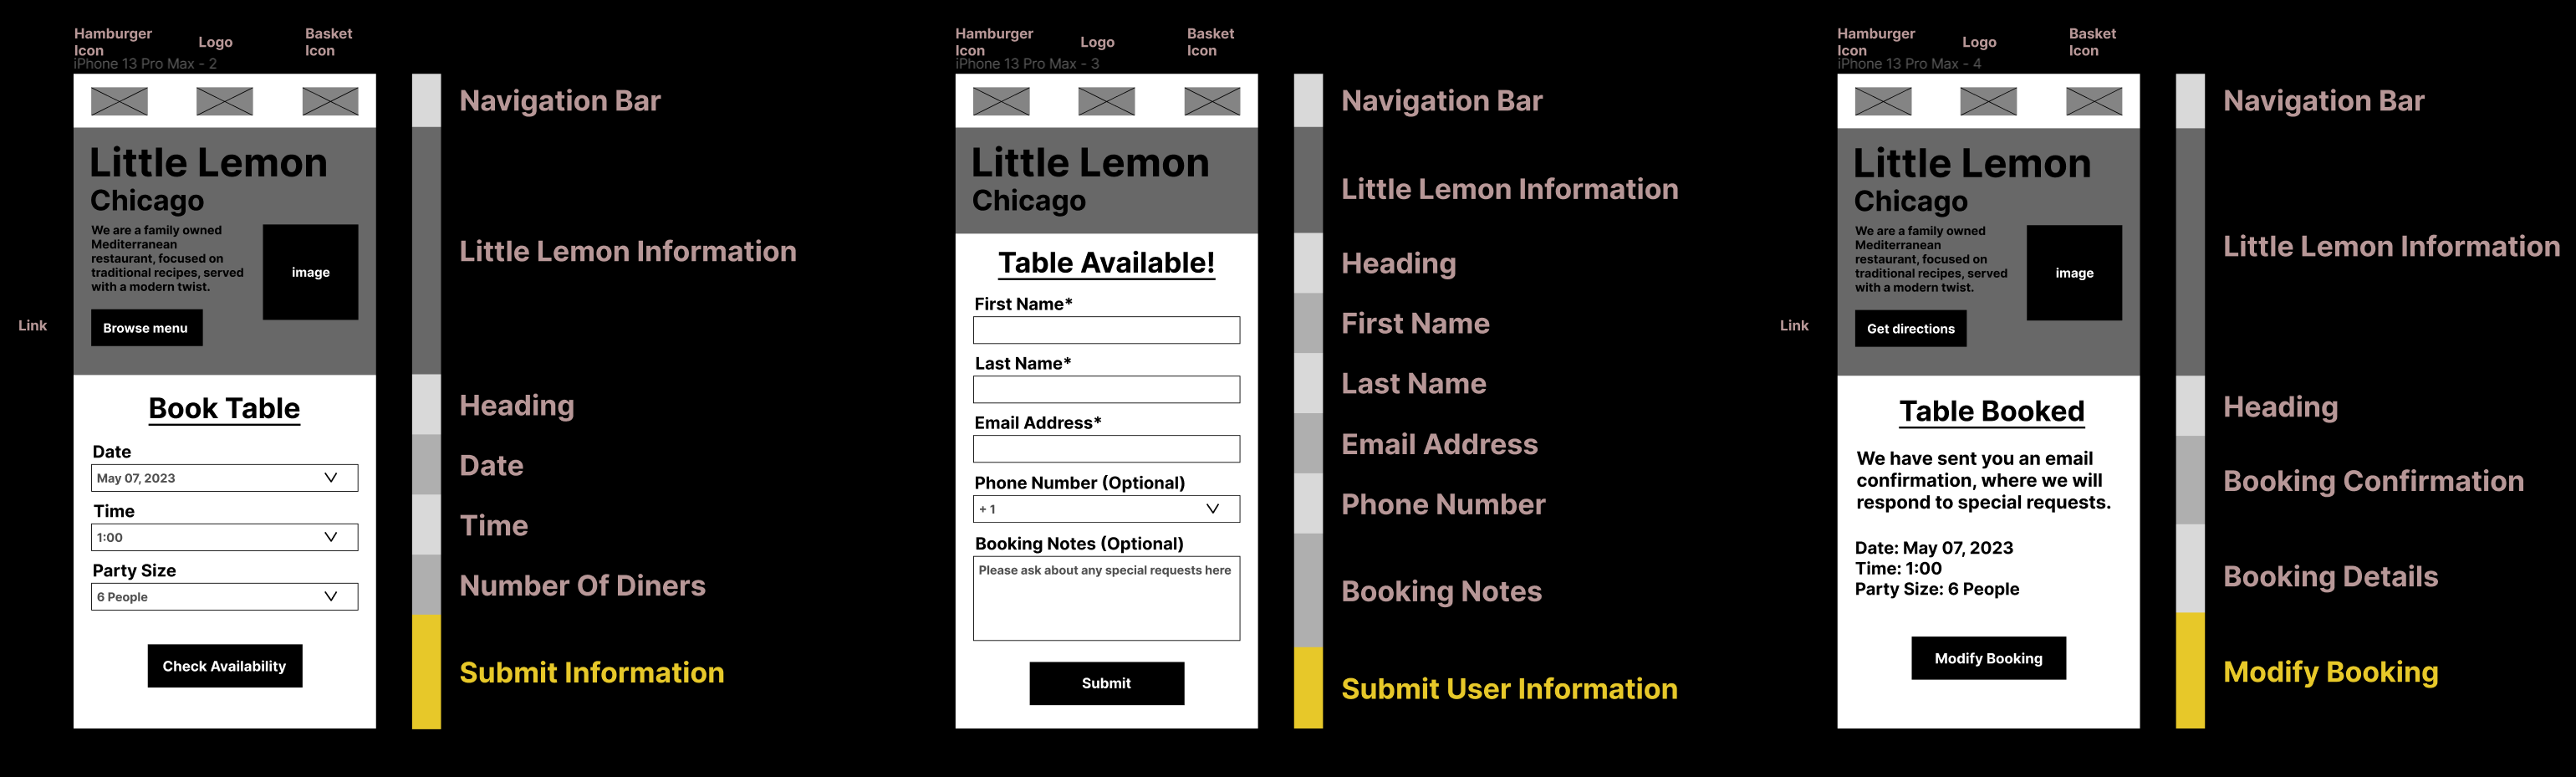 Hamburger
Icon
Logo
Basket
Icon
iPhone 13 Pro Max - 2
Little Lemon
Chicago
We are a family owned
Mediterranean
restaurant, focused on
traditional recipes, served
with a modern twist.
image
Link
Browse menu
Book Table
Date
May 07, 2023
Time
1:00
Party Size
6 People
Check Availability
Navigation Bar
Little Lemon Information
Heading
Date
Time
Number Of Diners
Submit Information
Hamburger
Icon
Logo
Basket
Icon
iPhone 13 Pro Max - 3
Little Lemon
Chicago
Table Available!
First Name*
Last Name*
Email Address*
Phone Number (Optional)
+ 1
Booking Notes (Optional)
Please ask about any special requests here
Submit
Navigation Bar
Little Lemon Information
Heading
First Name
Last Name
Email Address
Phone Number
Booking Notes
Submit User Information
Hamburger
Icon
Logo
Basket
Icon
iPhone 13 Pro Max - 4
Little Lemon
Chicago
We are a family owned
Mediterranean
restaurant, focused on
traditional recipes, served
with a modern twist.
image
Link
Get directions
Table Booked
We have sent you an email
confirmation, where we will
respond to special requests.
Date: May 07, 2023
Time: 1:00
Party Size: 6 People
Modify Booking
Navigation Bar
Little Lemon Information
Heading
Booking Confirmation
Booking Details
Modify Booking